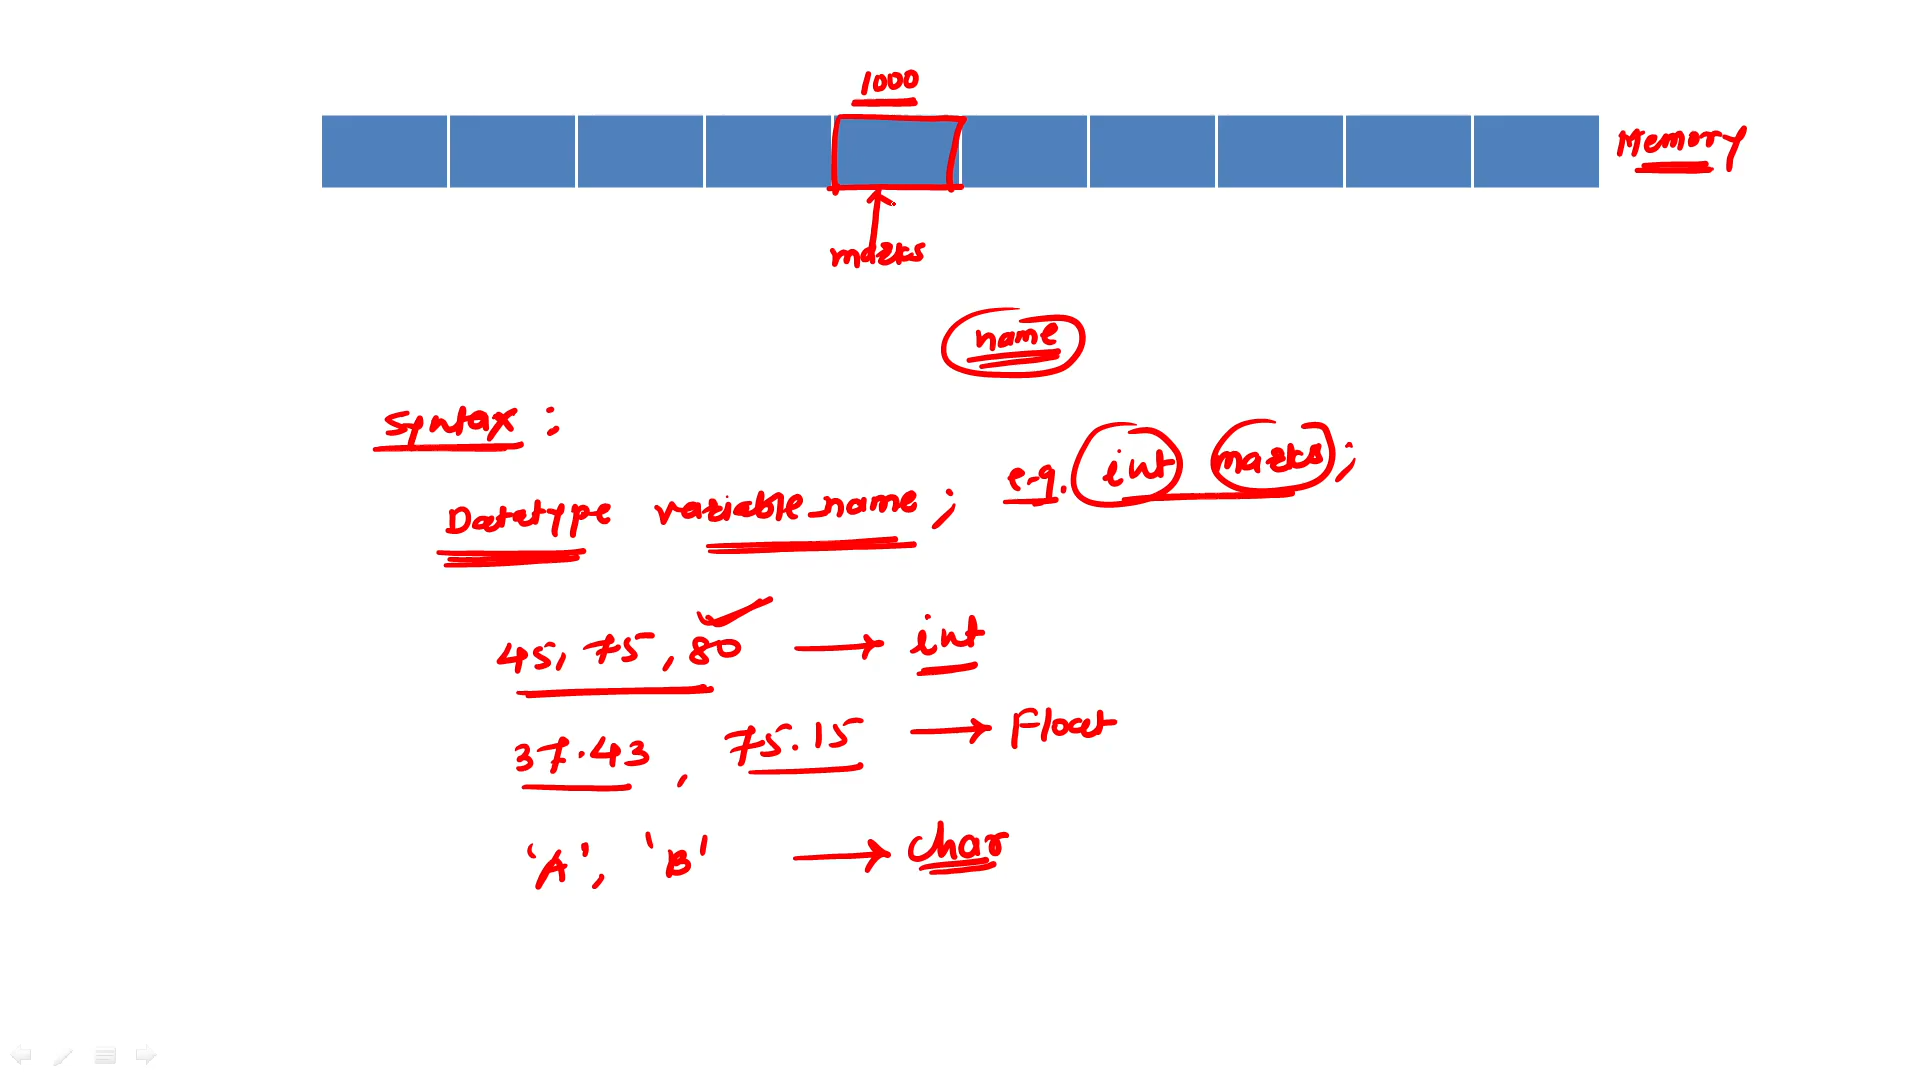 1000
Memory
marks
name
Syntax :
Datatype variable_name ; e.g. int marks ;
45, 75, 80 → int
37.43 , 75.15 → Float
'A', 'B' → char